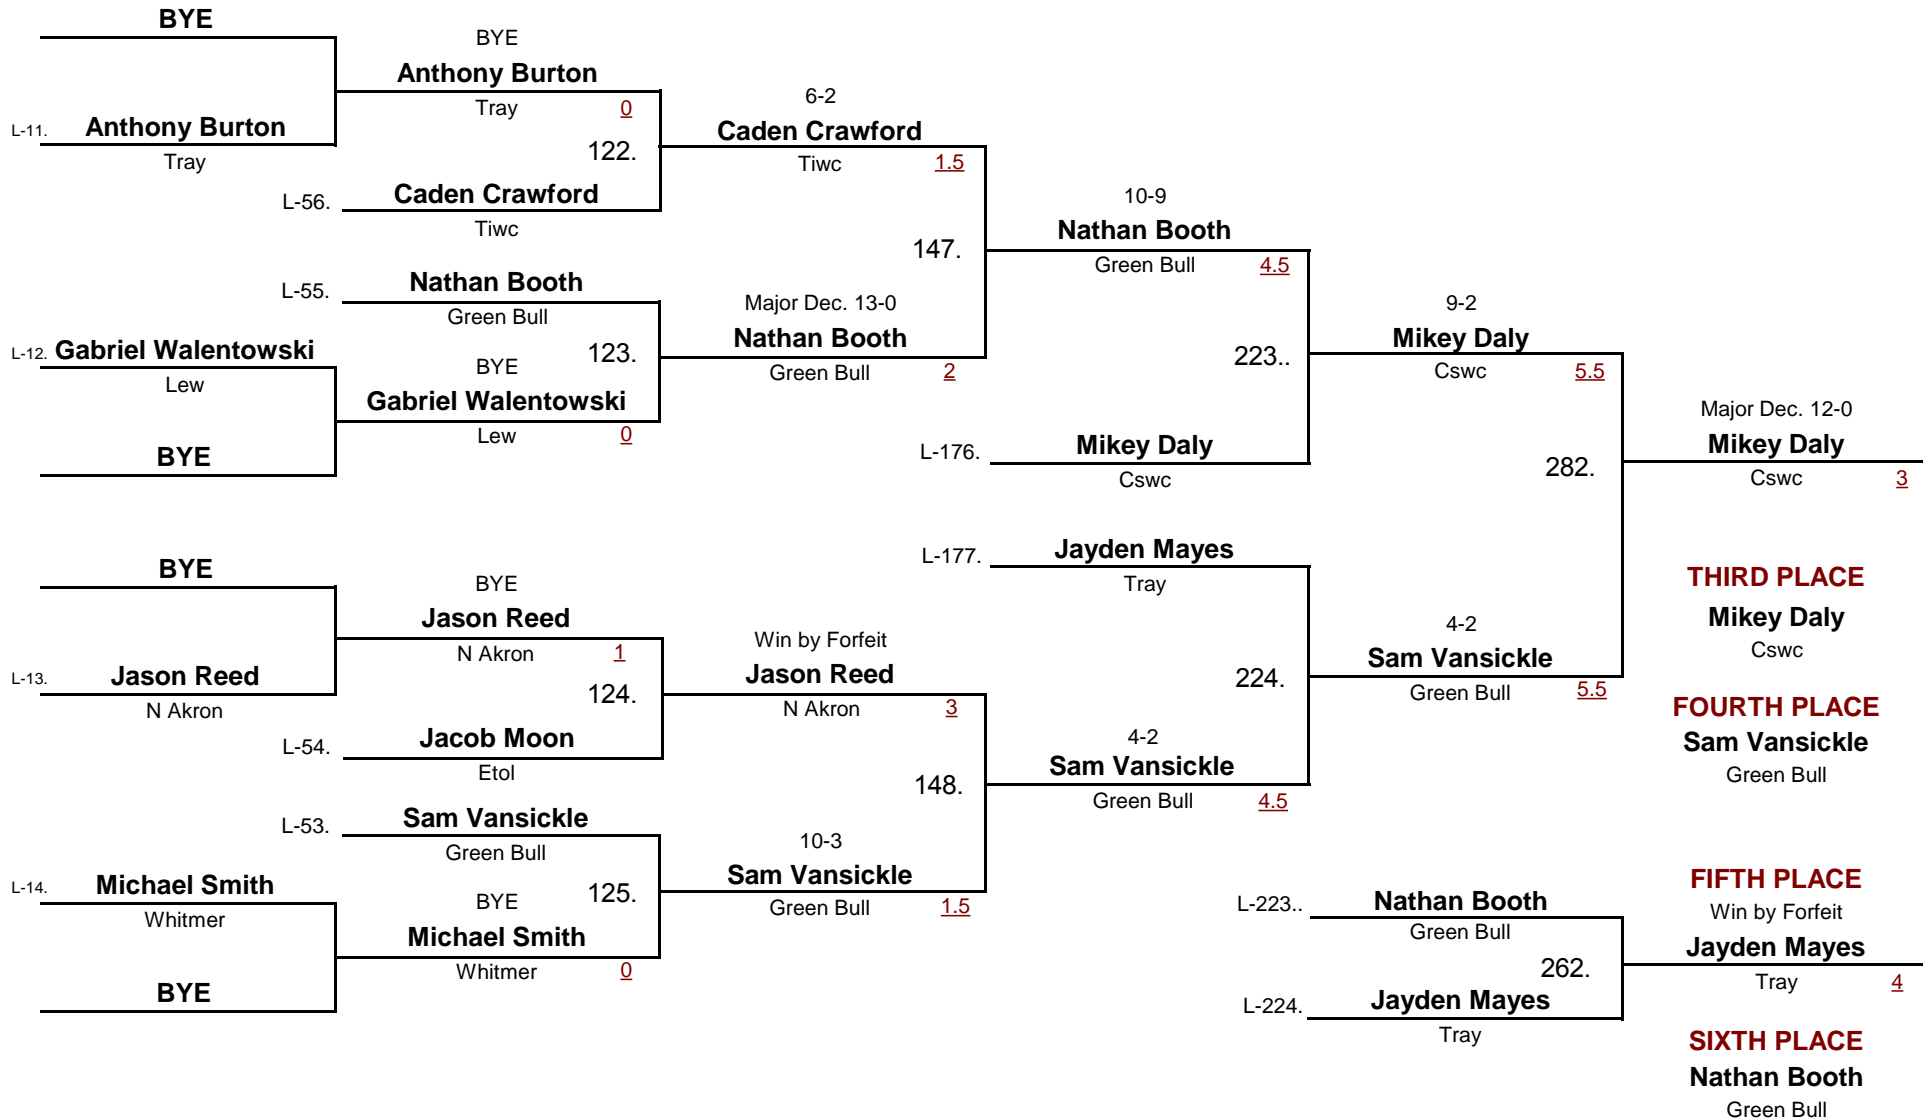 BYE
BYE
Anthony Burton
Tray 0
L-11. Anthony Burton
Tray
122.
6-2
Caden Crawford
Tiwc 1.5
L-56. Caden Crawford
Tiwc
147.
10-9
Nathan Booth
Green Bull 4.5
L-55. Nathan Booth
Green Bull
L-12. Gabriel Walentowski
Lew
123.
Major Dec. 13-0
Nathan Booth
Green Bull 2
BYE
Gabriel Walentowski
Lew 0
BYE
223..
9-2
Mikey Daly
Cswc 5.5
L-176. Mikey Daly
Cswc
282.
Major Dec. 12-0
Mikey Daly
Cswc 3
BYE
BYE
Jason Reed
N Akron 1
L-13. Jason Reed
N Akron
124.
Win by Forfeit
Jason Reed
N Akron 3
L-54. Jacob Moon
Etol
L-177. Jayden Mayes
Tray
224.
4-2
Sam Vansickle
Green Bull 5.5
148.
4-2
Sam Vansickle
Green Bull 4.5
L-53. Sam Vansickle
Green Bull
L-14. Michael Smith
Whitmer
125.
10-3
Sam Vansickle
Green Bull 1.5
BYE
Michael Smith
Whitmer 0
BYE
THIRD PLACE
Mikey Daly
Cswc
FOURTH PLACE
Sam Vansickle
Green Bull
L-223.. Nathan Booth
Green Bull
262.
L-224. Jayden Mayes
Tray
FIFTH PLACE
Win by Forfeit
Jayden Mayes
Tray 4
SIXTH PLACE
Nathan Booth
Green Bull